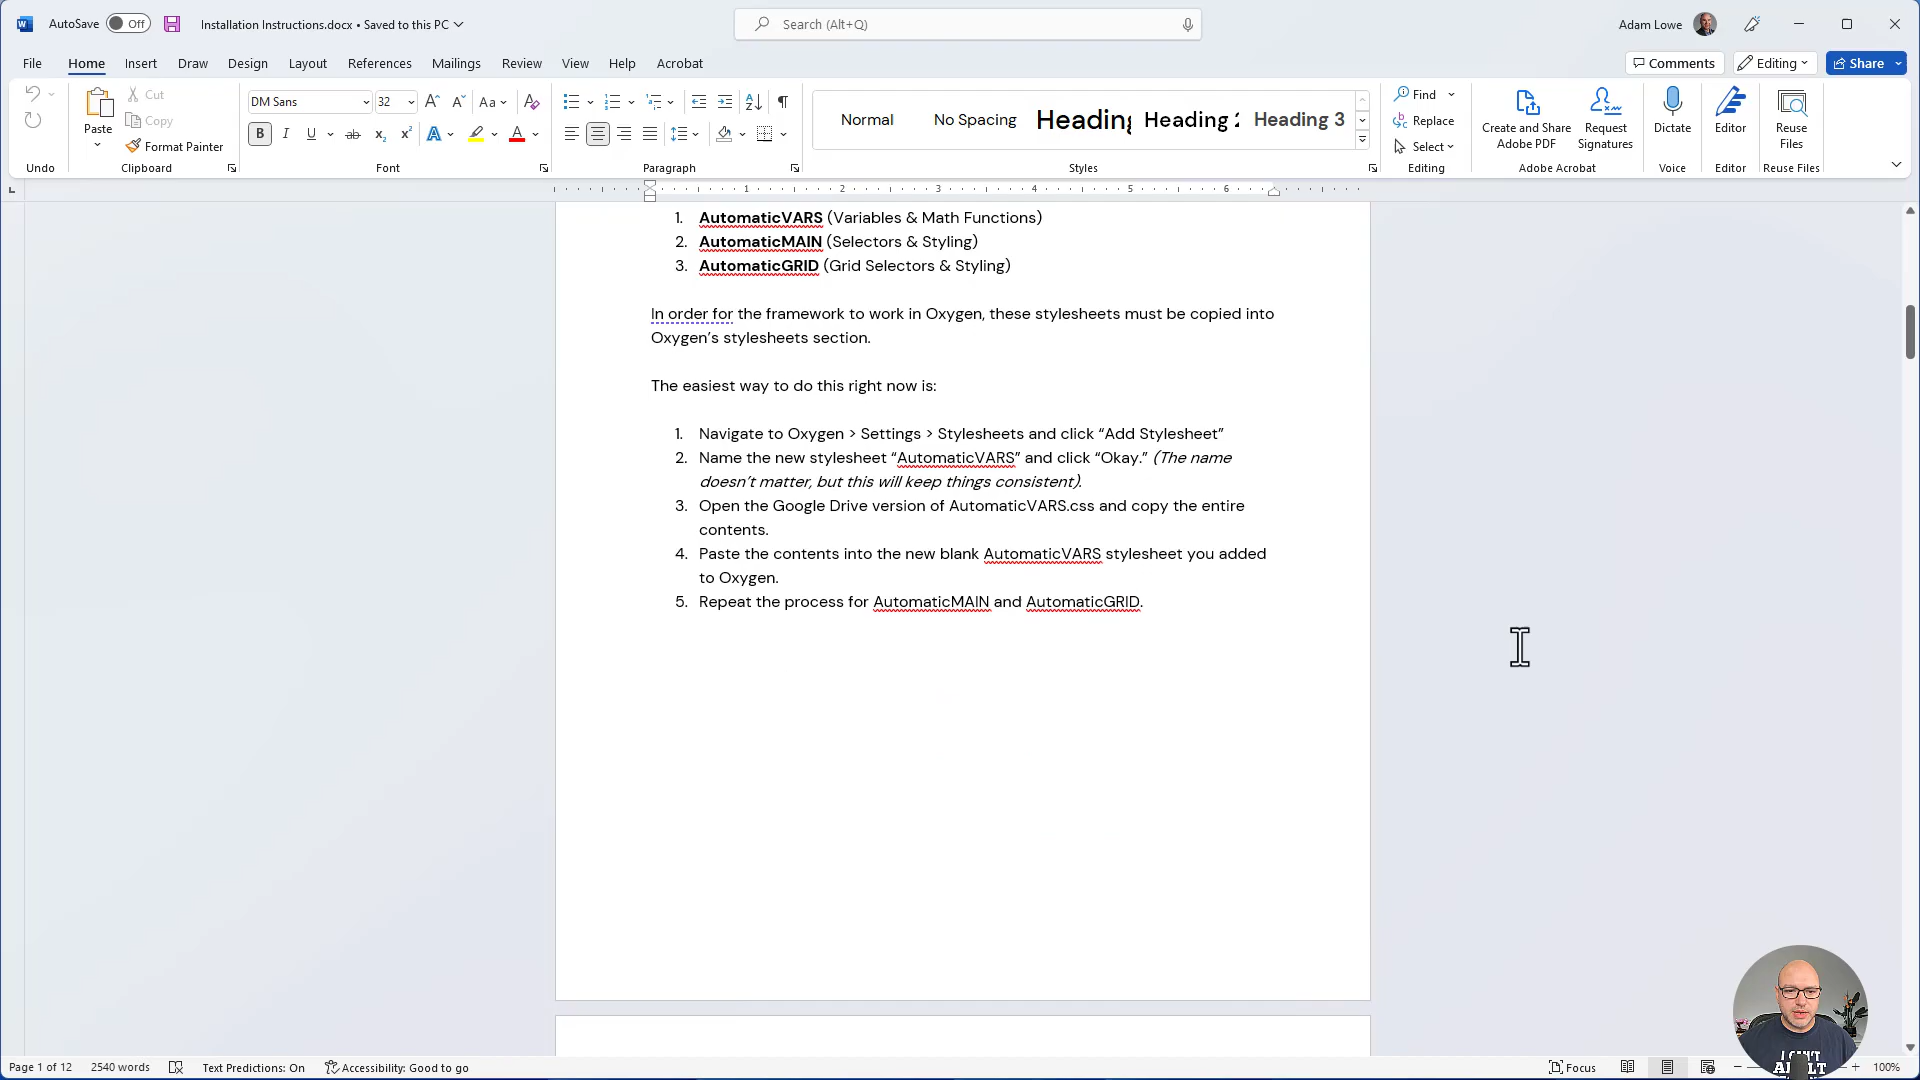 AutoSave Off Installation Instructions.docx • Saved to this PC Search (Alt+Q) Adam Lowe
File Home Insert Draw Design Layout References Mailings Review View Help Acrobat Comments Editing Share
Cut
Copy
Format Painter
Paste
DM Sans 32
Normal No Spacing Heading 2 Heading 3
Find
Replace
Select
Create and Share Adobe PDF
Request Signatures
Dictate
Editor
Reuse Files
Undo Clipboard Font Paragraph Styles Editing Adobe Acrobat Voice Editor Reuse Files
1 2 3 4 5 6
1. AutomaticVARS (Variables & Math Functions)
2. AutomaticMAIN (Selectors & Styling)
3. AutomaticGRID (Grid Selectors & Styling)
In order for the framework to work in Oxygen, these stylesheets must be copied into
Oxygen’s stylesheets section.
The easiest way to do this right now is:
1. Navigate to Oxygen > Settings > Stylesheets and click “Add Stylesheet”
2. Name the new stylesheet “AutomaticVARS” and click “Okay.” (The name
doesn’t matter, but this will keep things consistent).
3. Open the Google Drive version of AutomaticVARS.css and copy the entire
contents.
4. Paste the contents into the new blank AutomaticVARS stylesheet you added
to Oxygen.
5. Repeat the process for AutomaticMAIN and AutomaticGRID.
Page 1 of 12 2540 words Text Predictions: On Accessibility: Good to go Focus 100%